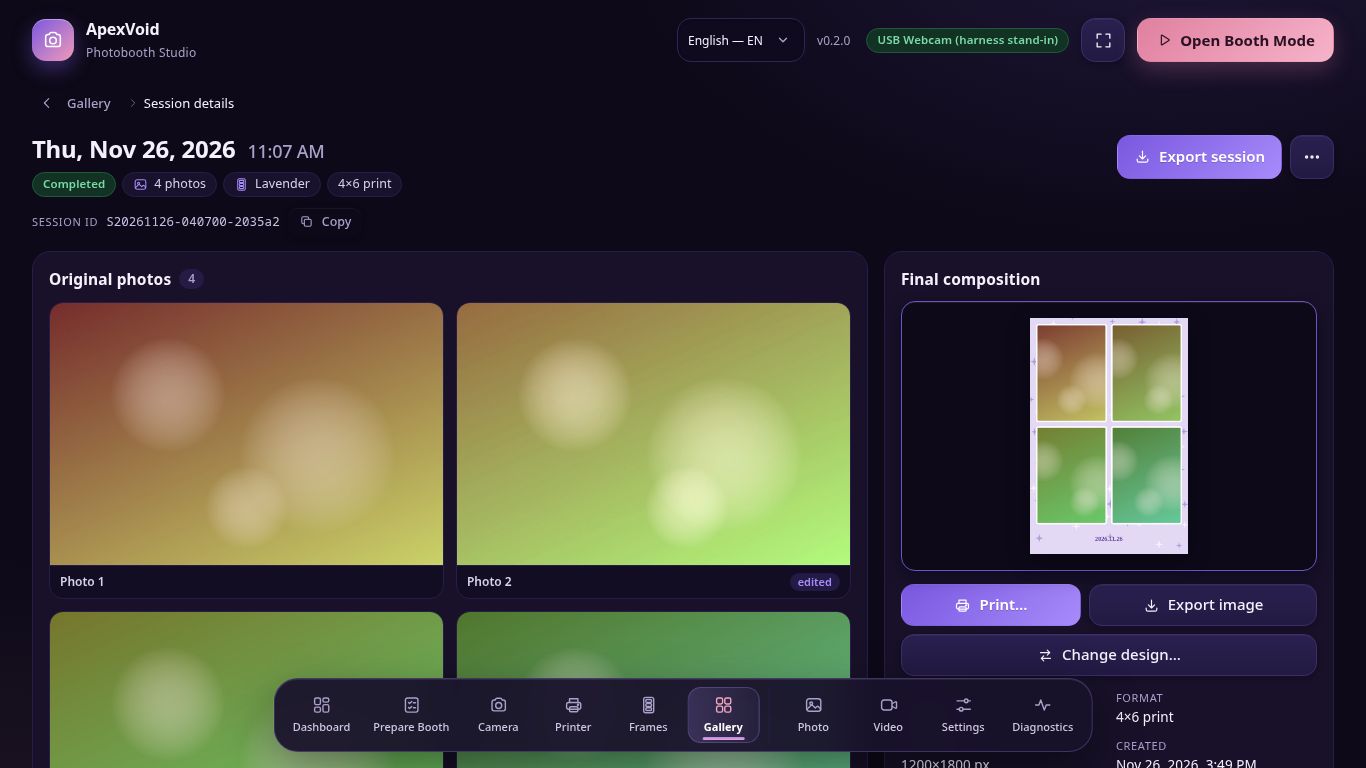 ApexVoid
Photobooth Studio
English — EN
v0.2.0
USB Webcam (harness stand-in)
Open Booth Mode
Gallery
Session details
Thu, Nov 26, 2026 11:07 AM
Export session
Completed
4 photos
Lavender
4×6 print
SESSION ID S20261126-040700-2035a2
Copy
Original photos 4
Photo 1
Photo 2
edited
Final composition
2026.11.26
Print...
Export image
Change design...
FORMAT
4×6 print
CREATED
1200×1800 px
Nov 26, 2026, 3:49 PM
Dashboard
Prepare Booth
Camera
Printer
Frames
Gallery
Photo
Video
Settings
Diagnostics